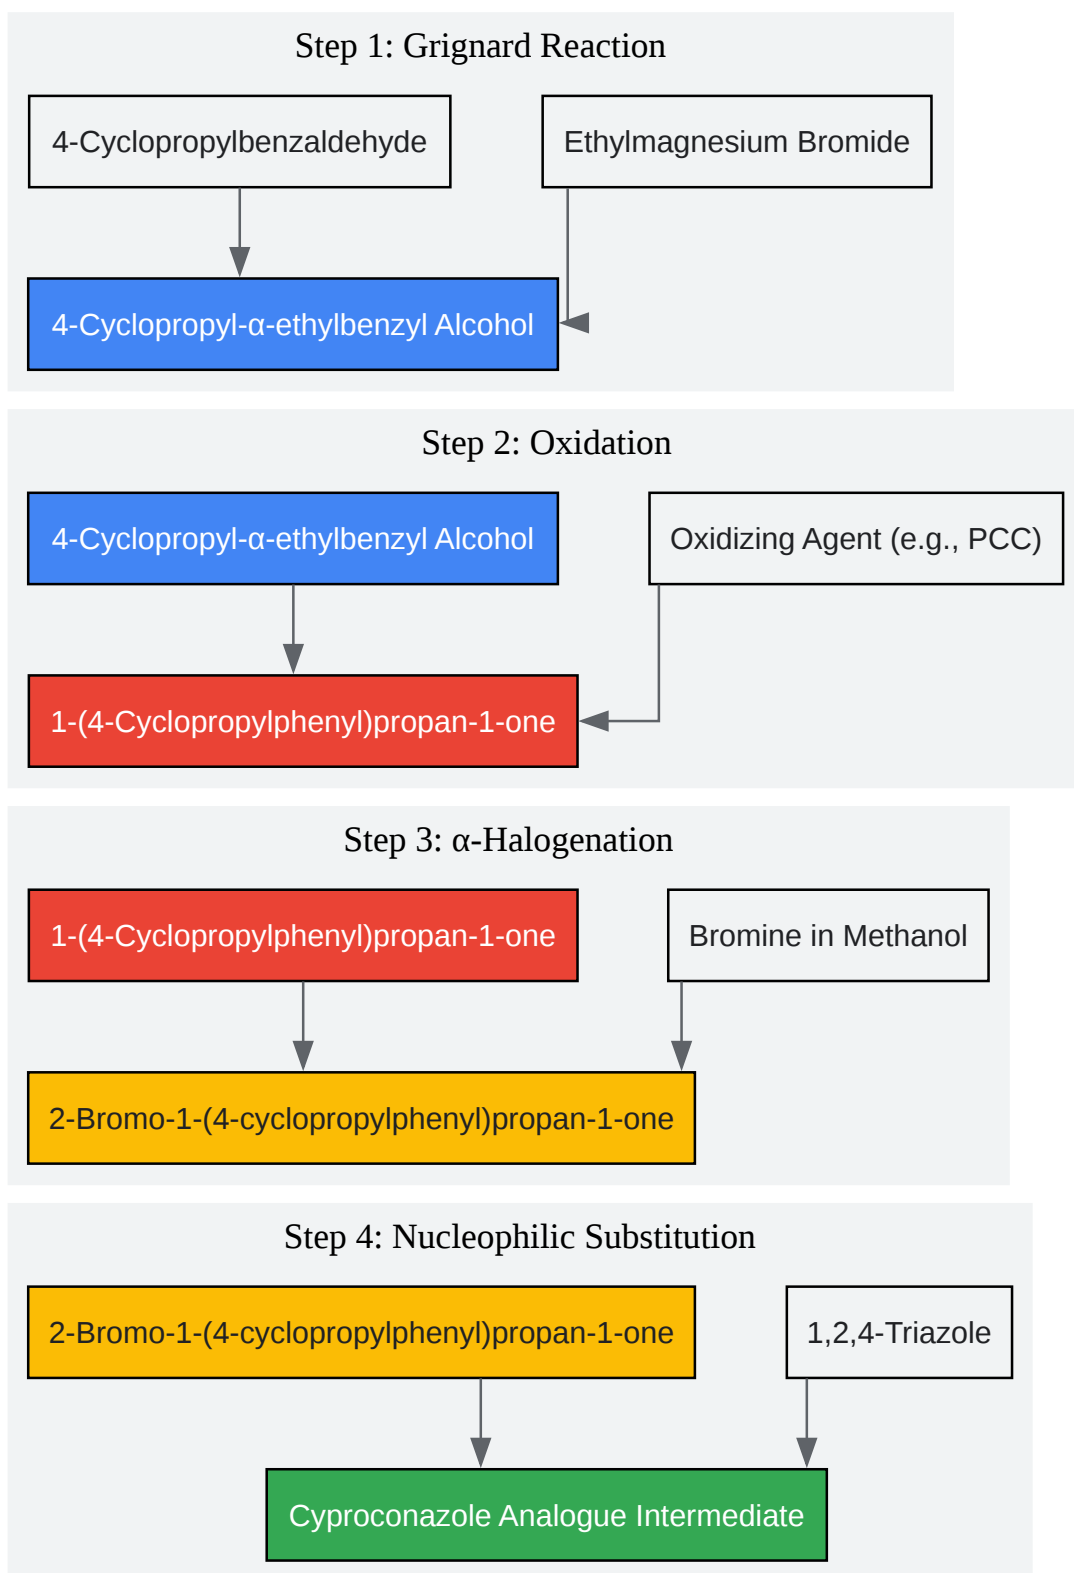 Step 1: Grignard Reaction
4-Cyclopropylbenzaldehyde
Ethylmagnesium Bromide
4-Cyclopropyl-α-ethylbenzyl Alcohol
Step 2: Oxidation
4-Cyclopropyl-α-ethylbenzyl Alcohol
Oxidizing Agent (e.g., PCC)
1-(4-Cyclopropylphenyl)propan-1-one
Step 3: α-Halogenation
1-(4-Cyclopropylphenyl)propan-1-one
Bromine in Methanol
2-Bromo-1-(4-cyclopropylphenyl)propan-1-one
Step 4: Nucleophilic Substitution
2-Bromo-1-(4-cyclopropylphenyl)propan-1-one
1,2,4-Triazole
Cyproconazole Analogue Intermediate